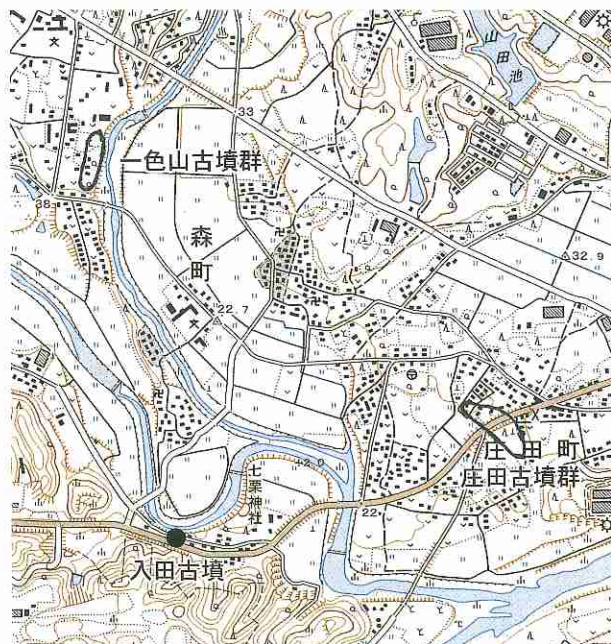 山田池
33
一色山古墳群
38
森町
32.9
22.7
庄田町
庄田古墳群
七栗神社
22
入田古墳